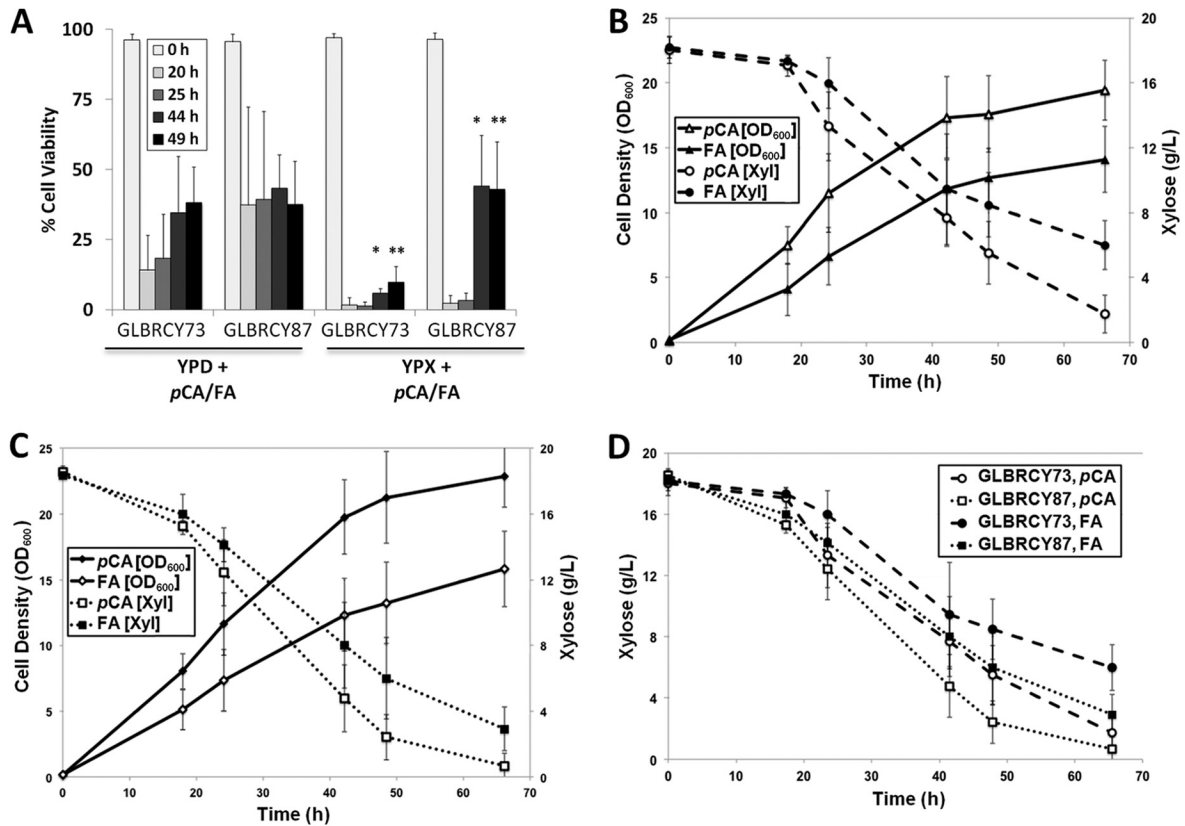 A
% Cell Viability
100
75
50
25
0
0 h
20 h
25 h
44 h
49 h
*
**
*
**
GLBRCY73
GLBRCY87
GLBRCY73
GLBRCY87
YPD +
pCA/FA
YPX +
pCA/FA
B
Cell Density (OD600)
25
20
15
10
5
0
pCA [OD600]
FA [OD600]
pCA [Xyl]
FA [Xyl]
20
16
12
8
4
0
Xylose (g/L)
0 10 20 30 40 50 60 70
Time (h)
C
Cell Density (OD600)
25
20
15
10
5
0
pCA [OD600]
FA [OD600]
pCA [Xyl]
FA [Xyl]
20
16
12
8
4
0
Xylose (g/L)
0 10 20 30 40 50 60 70
Time (h)
D
Xylose (g/L)
20
16
12
8
4
0
GLBRCY73, pCA
GLBRCY87, pCA
GLBRCY73, FA
GLBRCY87, FA
0 10 20 30 40 50 60 70
Time (h)